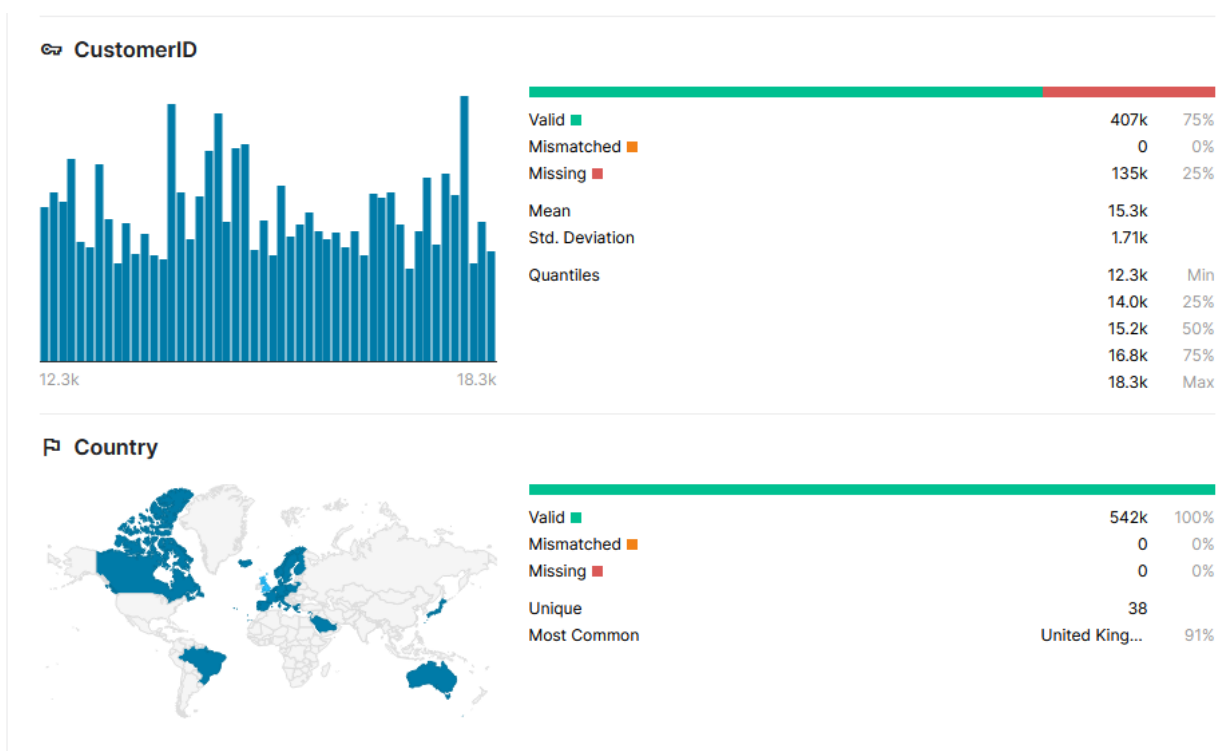 CustomerID
Valid 407k 75%
Mismatched 0 0%
Missing 135k 25%
Mean 15.3k
Std. Deviation 1.71k
Quantiles 12.3k Min
14.0k 25%
15.2k 50%
16.8k 75%
18.3k Max
12.3k 18.3k
Country
Valid 542k 100%
Mismatched 0 0%
Missing 0 0%
Unique 38
Most Common United King... 91%